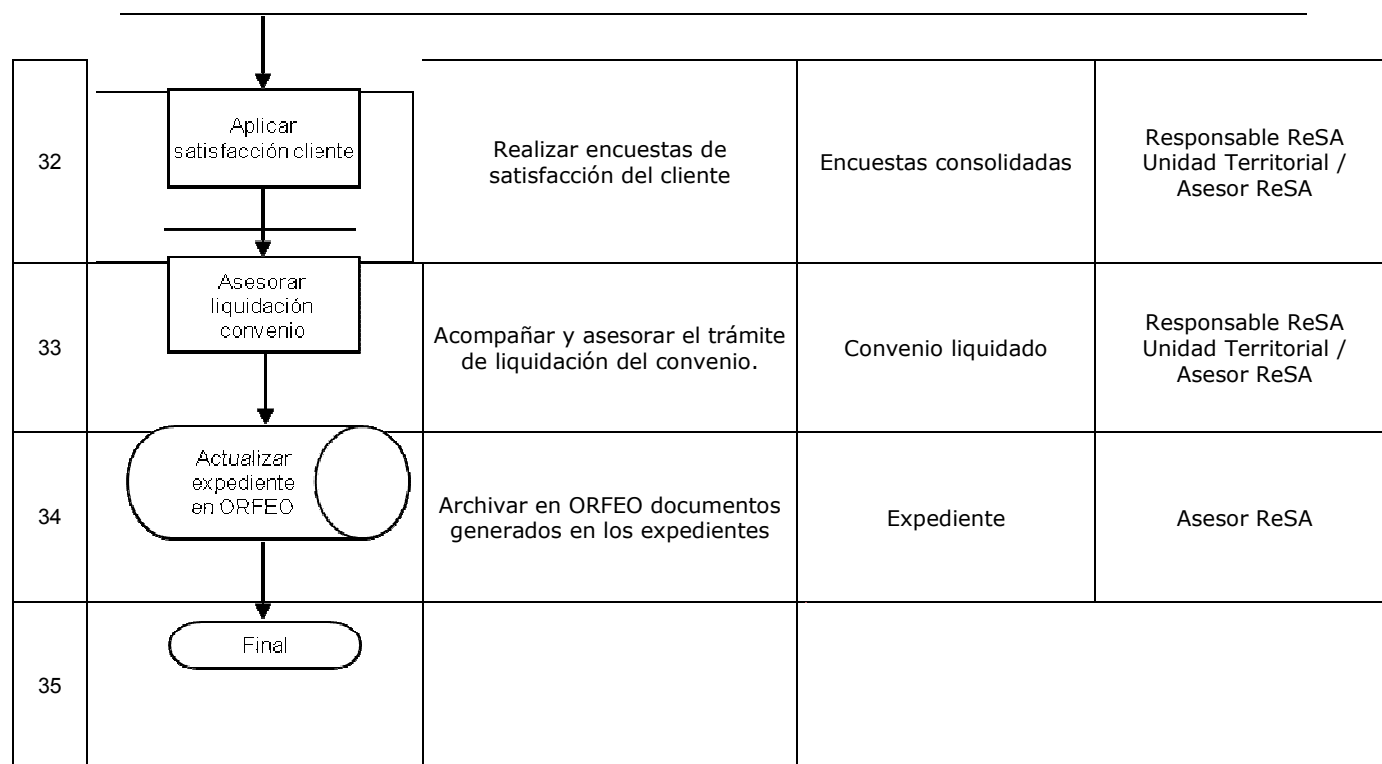 32
Aplicar
satisfacción cliente
Realizar encuestas de
satisfacción del cliente
Encuestas consolidadas
Responsable ReSA
Unidad Territorial /
Asesor ReSA
33
Asesorar
liquidación
convenio
Acompañar y asesorar el trámite
de liquidación del convenio.
Convenio liquidado
Responsable ReSA
Unidad Territorial /
Asesor ReSA
34
Actualizar
expediente
en ORFEO
Archivar en ORFEO documentos
generados en los expedientes
Expediente
Asesor ReSA
35
Final